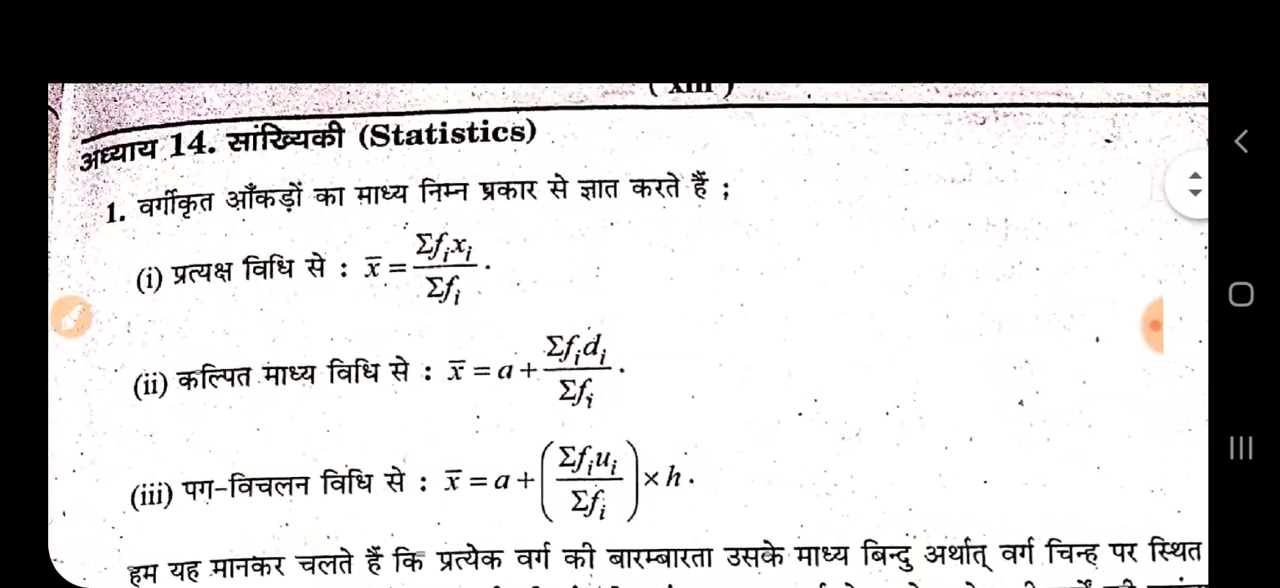 ( XIII )
अध्याय 14. सांख्यिकी (Statistics)
1. वर्गीकृत आँकड़ों का माध्य निम्न प्रकार से ज्ञात करते हैं ;
(i) प्रत्यक्ष विधि से : x̅ = Σfᵢxᵢ / Σfᵢ .
(ii) कल्पित माध्य विधि से : x̅ = a + Σfᵢdᵢ / Σfᵢ .
(iii) पग-विचलन विधि से : x̅ = a + (Σfᵢuᵢ / Σfᵢ) × h .
हम यह मानकर चलते हैं कि प्रत्येक वर्ग की बारम्बारता उसके माध्य बिन्दु अर्थात् वर्ग चिन्ह पर स्थित